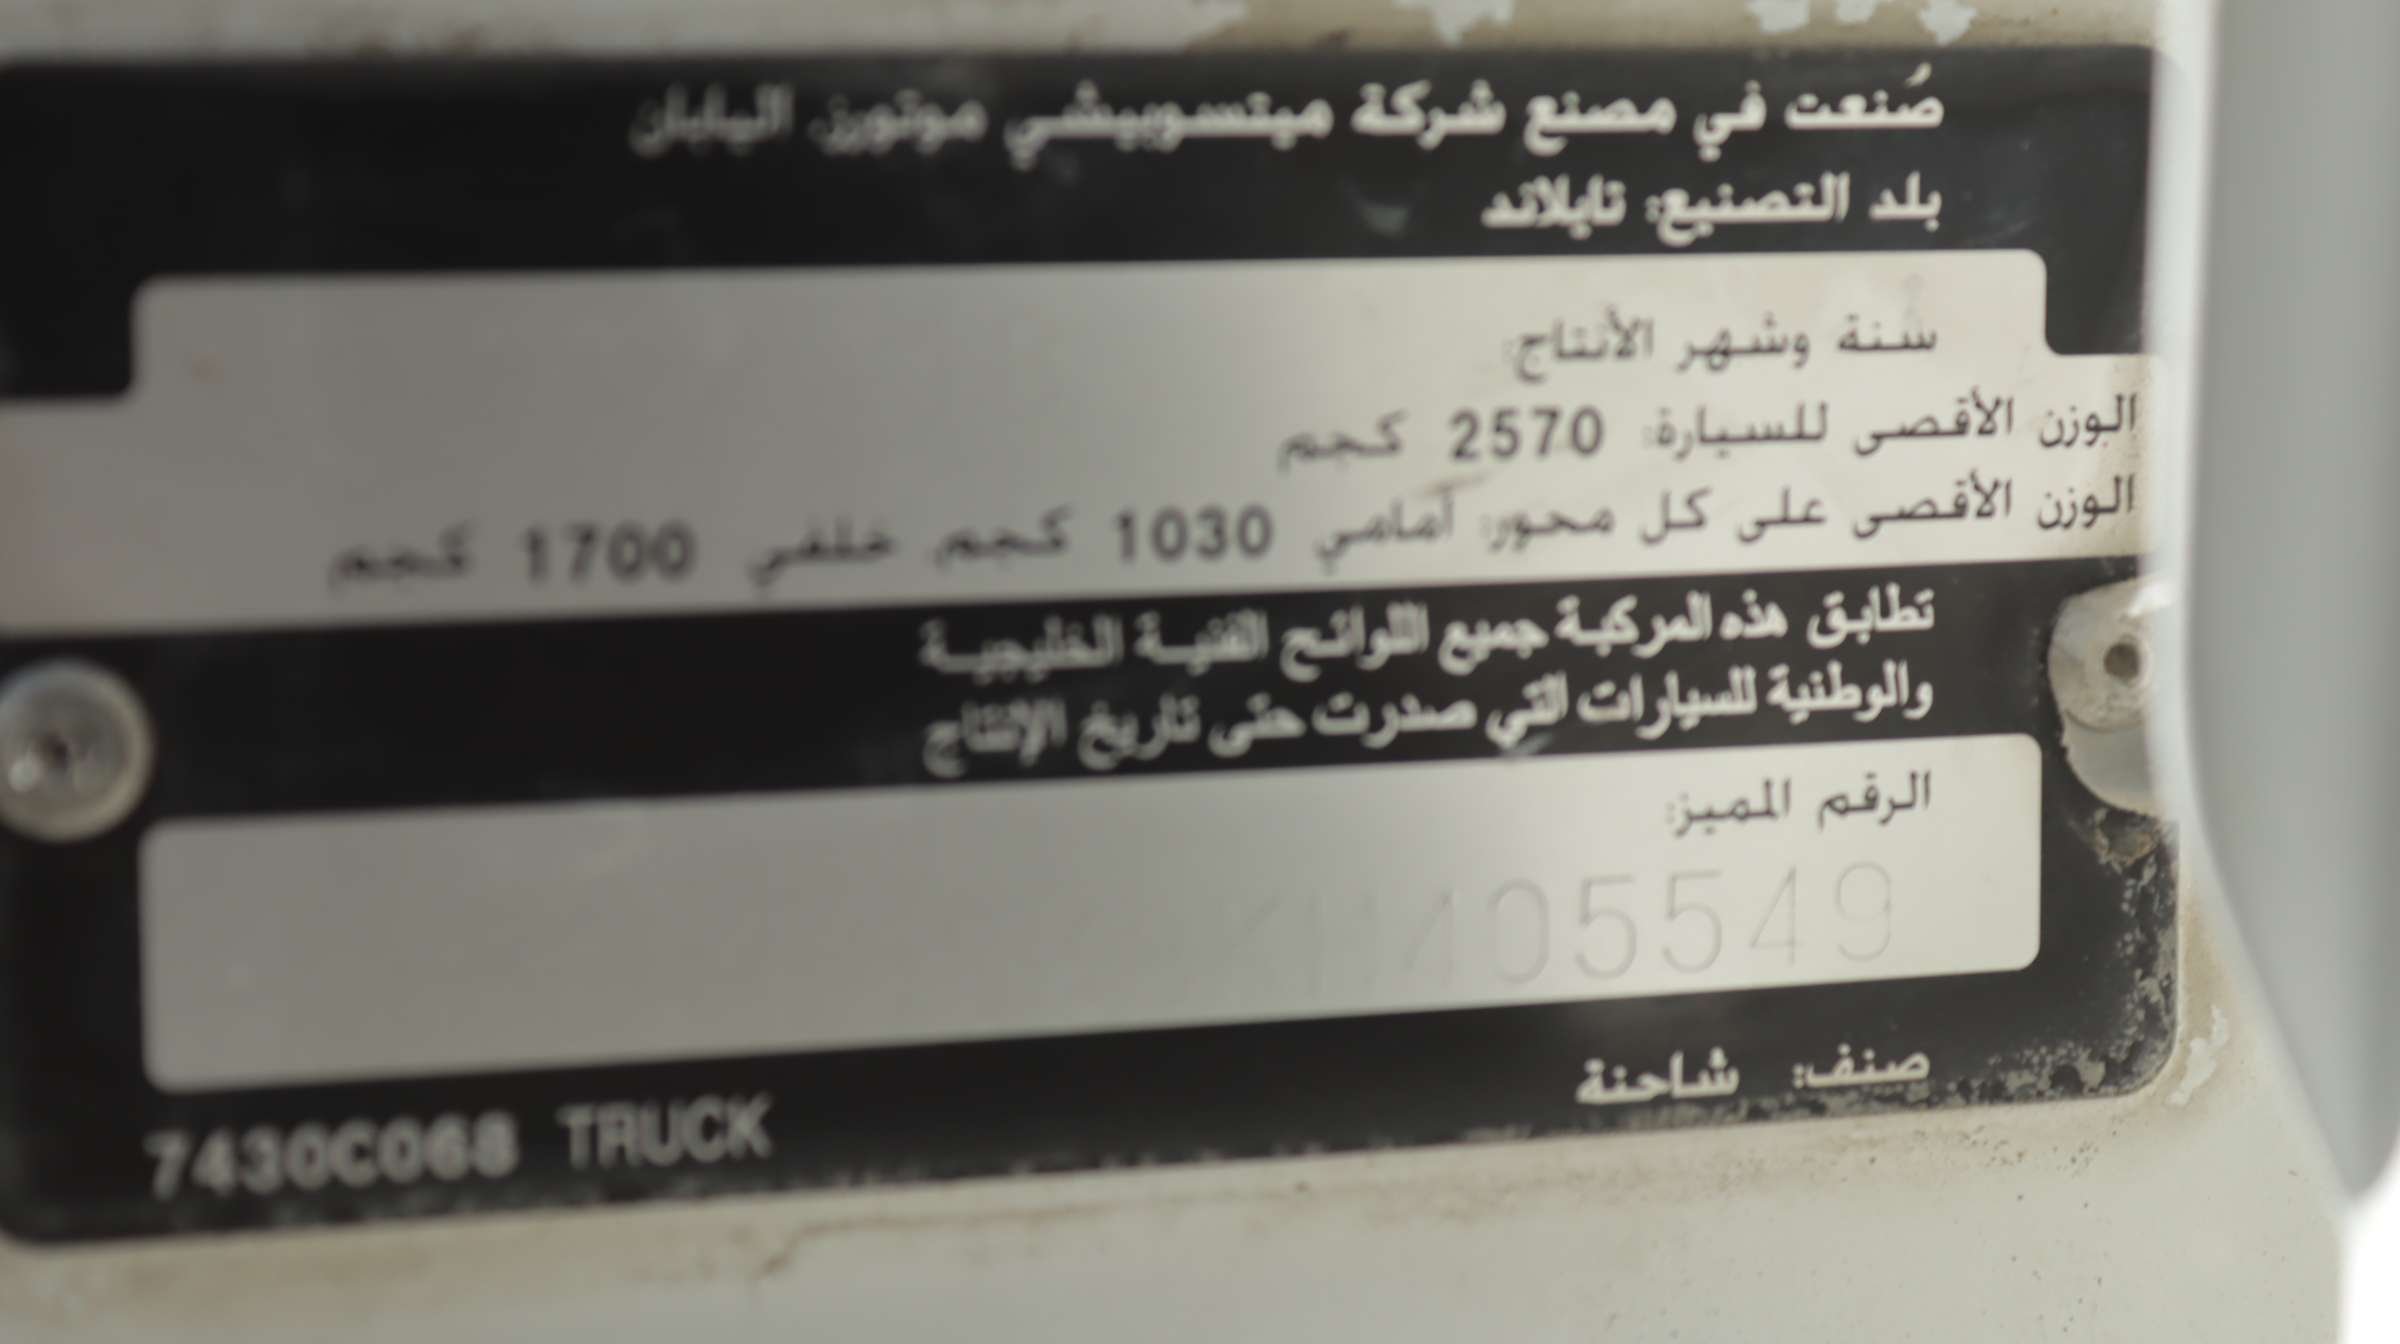 صُنعت في مصنع شركة ميتسوبيشي موتورز، اليابان
بلد التصنيع: تايلاند
سنة وشهر الأنتاج:
الوزن الأقصى للسيارة: 2570 كجم
الوزن الأقصى على كل محور: أمامي 1030 كجم، خلفي 1700 كجم
تطابق هذه المركبة جميع اللوائح الفنية الخليجية
والوطنية للسيارات التي صدرت حتى تاريخ الإنتاج
الرقم المميز:
صنف: شاحنة
7430C068 TRUCK